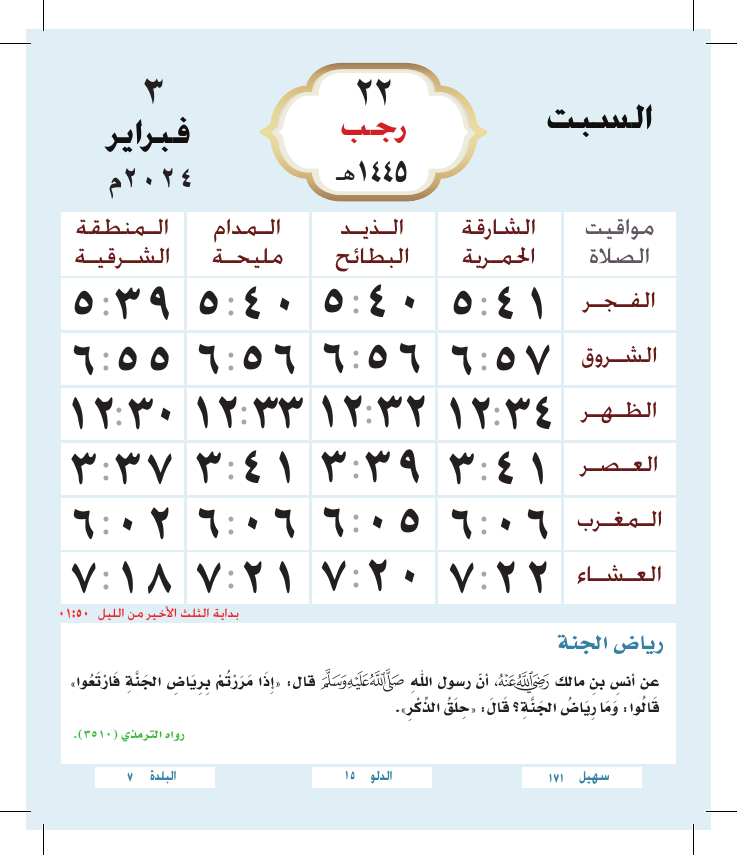 السبت
٢٢
رجب
١٤٤٥هـ
٣
فبراير
٢٠٢٤م
مواقيت الصلاة | الشارقة الحمرية | الذيد البطائح | المدام مليحة | المنطقة الشرقية
الفجر | ٥:٤١ | ٥:٤٠ | ٥:٤٠ | ٥:٣٩
الشروق | ٦:٥٧ | ٦:٥٦ | ٦:٥٦ | ٦:٥٥
الظهر | ١٢:٣٤ | ١٢:٣٢ | ١٢:٣٣ | ١٢:٣٠
العصر | ٣:٤١ | ٣:٣٩ | ٣:٤١ | ٣:٣٧
المغرب | ٦:٠٦ | ٦:٠٥ | ٦:٠٦ | ٦:٠٢
العشاء | ٧:٢٢ | ٧:٢٠ | ٧:٢١ | ٧:١٨
بداية الثلث الأخير من الليل ٠١:٥٠
رياض الجنة
عن أنس بن مالك رَضِيَ اللَّهُ عَنْهُ، أنّ رسول الله صَلَّى اللَّهُ عَلَيْهِ وَسَلَّمَ قال: «إِذَا مَرَرْتُمْ بِرِيَاضِ الجَنَّةِ فَارْتَعُوا»
قَالُوا: وَمَا رِيَاضُ الجَنَّةِ؟ قَالَ: «حِلَقُ الذِّكْرِ».
رواه الترمذي (٣٥١٠).
سهيل ١٧١
الدلو ١٥
البلدة ٧